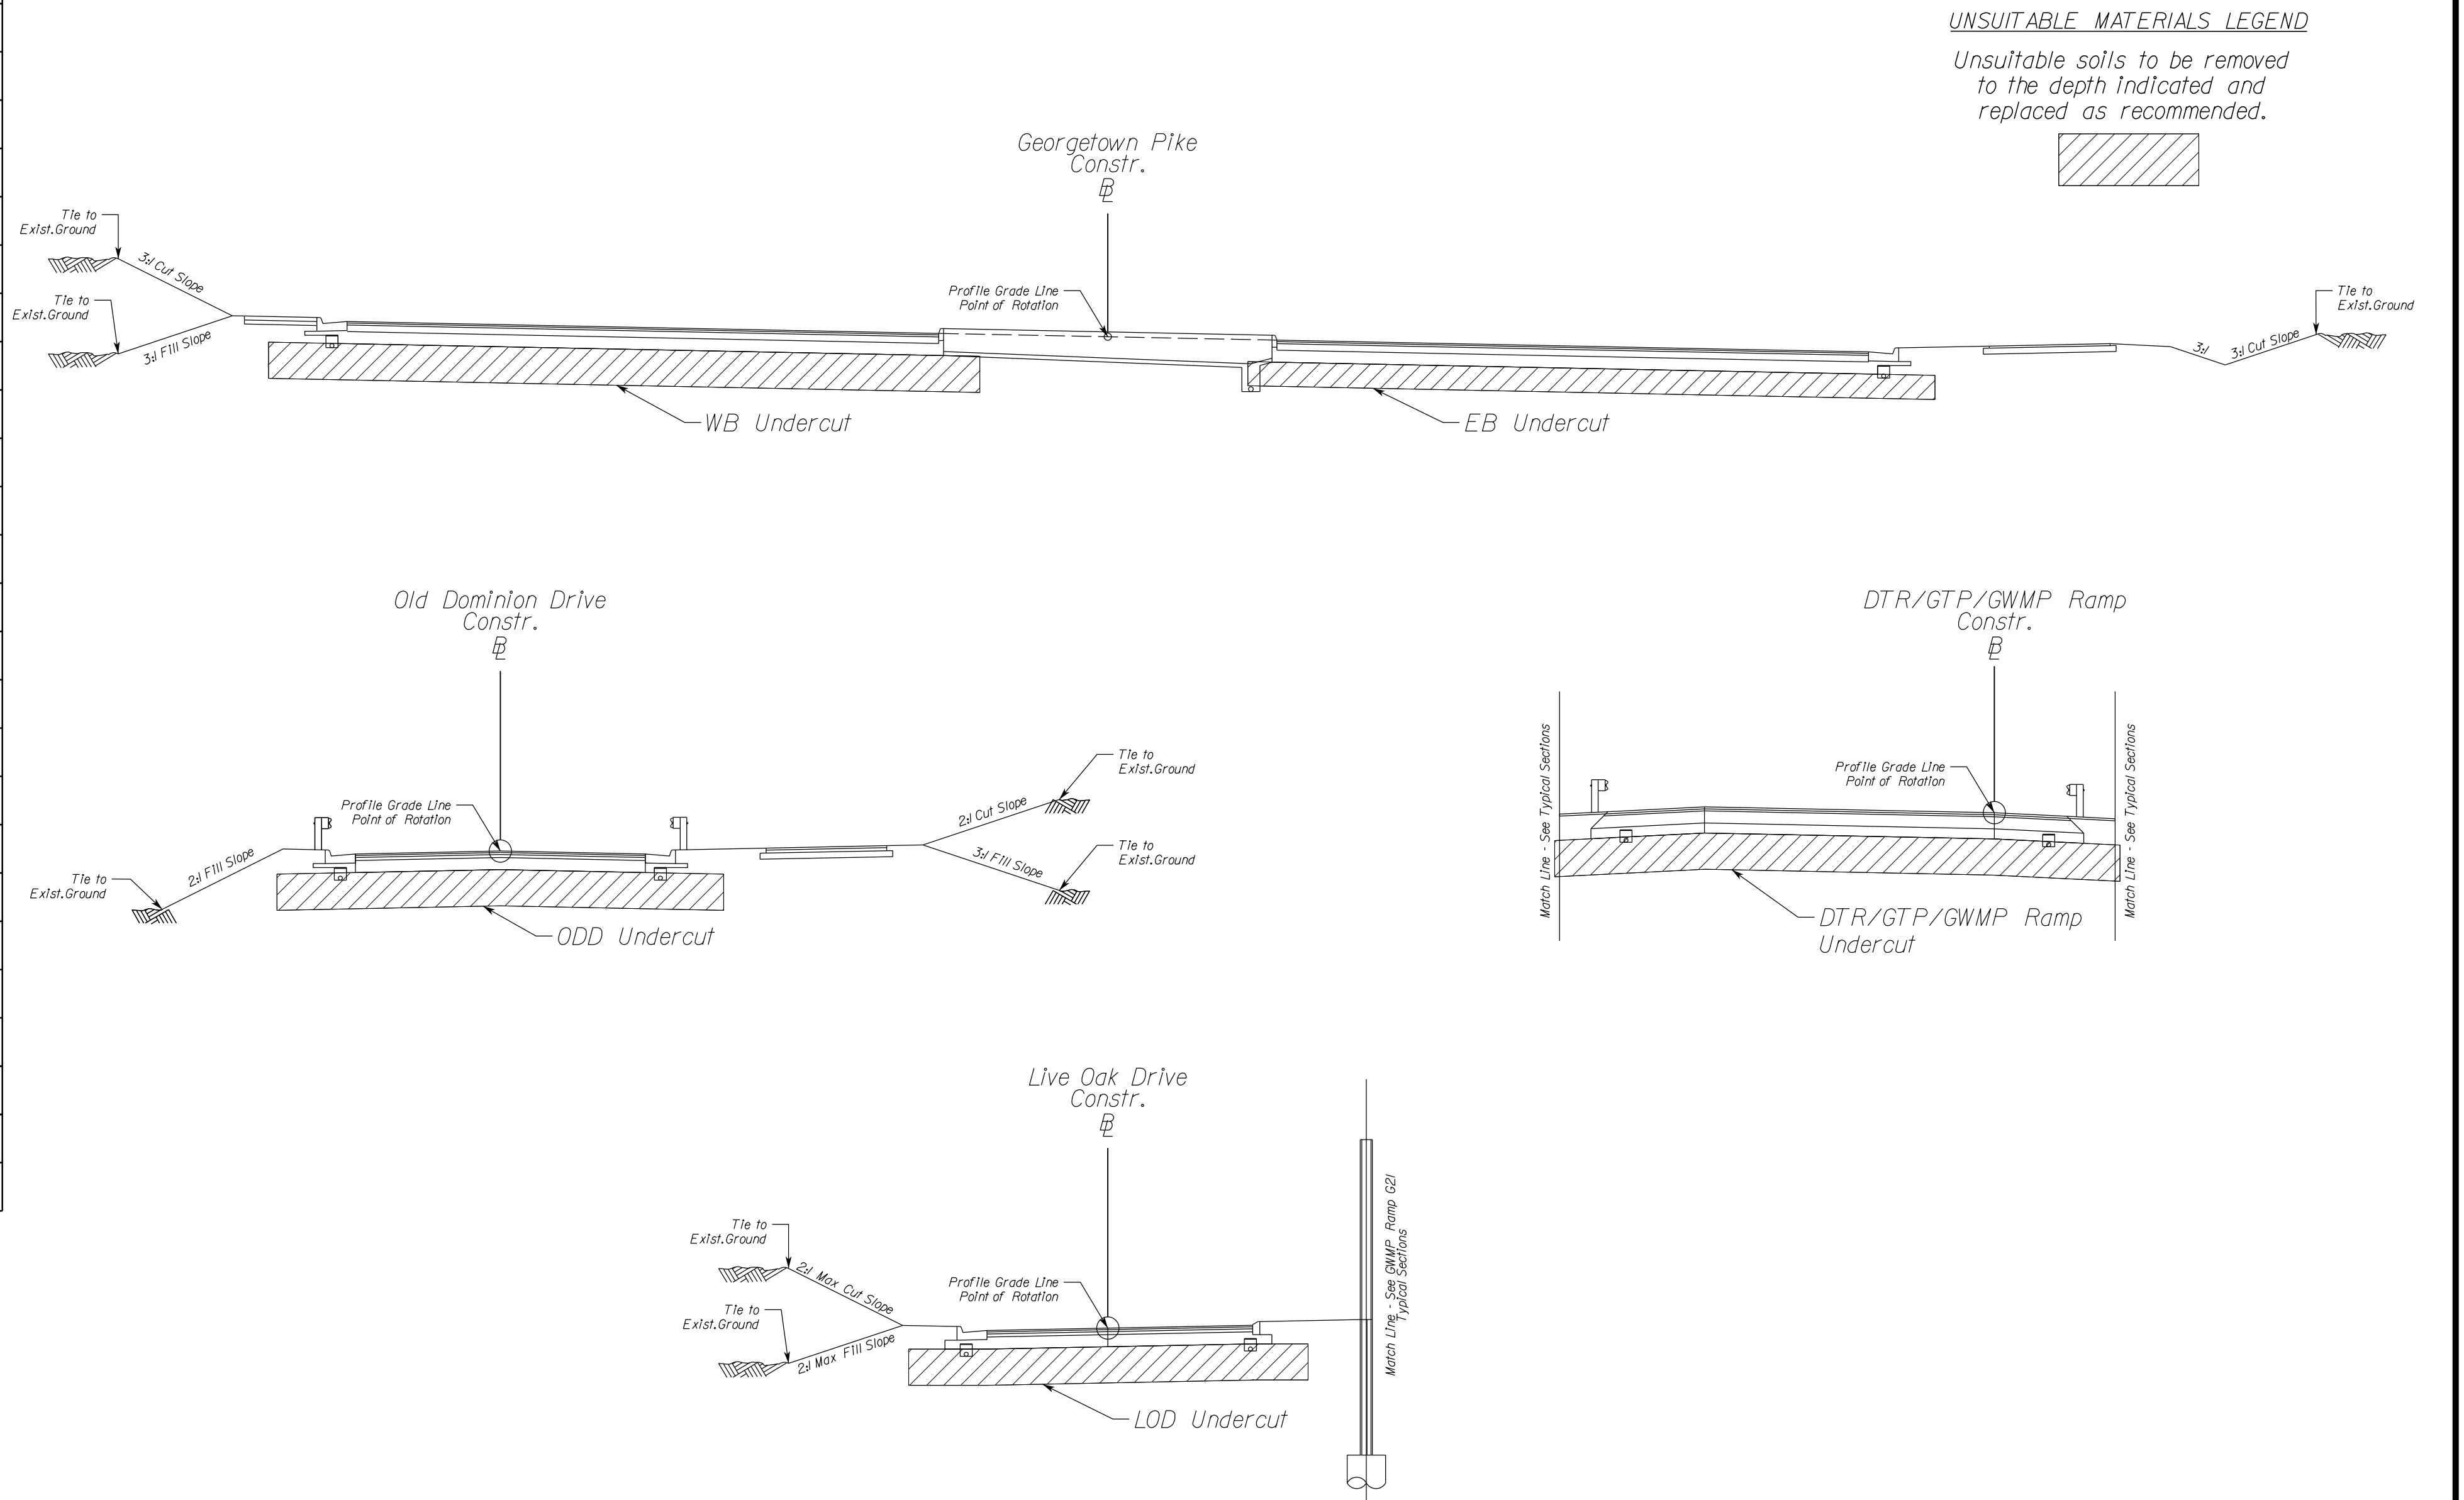 UNSUITABLE MATERIALS LEGEND
Unsuitable soils to be removed
to the depth indicated and
replaced as recommended.
Georgetown Pike
Constr.
BL
Tie to
Exist.Ground
3:1 Cut Slope
Tie to
Exist.Ground
3:1 Fill Slope
Profile Grade Line
Point of Rotation
Tie to
Exist.Ground
3:1
3:1 Cut Slope
WB Undercut
EB Undercut
Old Dominion Drive
Constr.
BL
Profile Grade Line
Point of Rotation
Tie to
Exist.Ground
2:1 Fill Slope
Tie to
Exist.Ground
2:1 Cut Slope
Tie to
Exist.Ground
3:1 Fill Slope
ODD Undercut
DTR/GTP/GWMP Ramp
Constr.
BL
Match Line - See Typical Sections
Profile Grade Line
Point of Rotation
Match Line - See Typical Sections
DTR/GTP/GWMP Ramp
Undercut
Live Oak Drive
Constr.
BL
Tie to
Exist.Ground
2:1 Max Cut Slope
Tie to
Exist.Ground
2:1 Max Fill Slope
Profile Grade Line
Point of Rotation
Match Line - See GWMP Ramp G21
Typical Sections
LOD Undercut